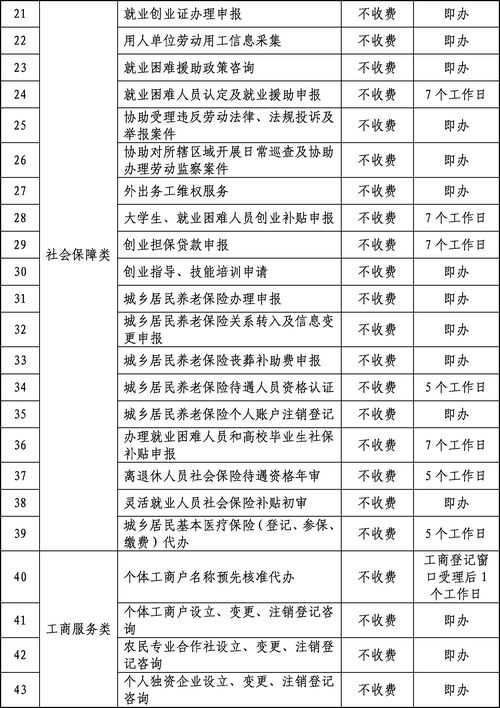 21 就业创业证办理申报 不收费 即办
22 用人单位劳动用工信息采集 不收费 即办
23 就业困难援助政策咨询 不收费 即办
24 就业困难人员认定及就业援助申报 不收费 7个工作日
25 协助受理违反劳动法律、法规投诉及
举报案件 不收费 即办
26 协助对所辖区域开展日常巡查及协助
办理劳动监察案件 不收费 即办
27 外出务工维权服务 不收费 即办
28 大学生、就业困难人员创业补贴申报 不收费 7个工作日
29 创业担保贷款申报 不收费 7个工作日
社会保障类
30 创业指导、技能培训申请 不收费 即办
31 城乡居民养老保险办理申报 不收费 即办
32 城乡居民养老保险关系转入及信息变
更申报 不收费 即办
33 城乡居民养老保险丧葬补助费申报 不收费 即办
34 城乡居民养老保险待遇人员资格认证 不收费 5个工作日
35 城乡居民养老保险个人账户注销登记 不收费 即办
36 办理就业困难人员和高校毕业生社保
补贴申报 不收费 7个工作日
37 离退休人员社会保险待遇资格年审 不收费 5个工作日
38 灵活就业人员社会保险补贴初审 不收费 即办
39 城乡居民基本医疗保险(登记、参保、
缴费)代办 不收费 5个工作日
40 个体工商户名称预先核准代办 不收费 工商登记窗
口受理后1
个工作日
41 个体工商户设立、变更、注销登记咨
询 不收费 即办
工商服务类
42 农民专业合作社设立、变更、注销登
记咨询 不收费 即办
43 个人独资企业设立、变更、注销登记
咨询 不收费 即办